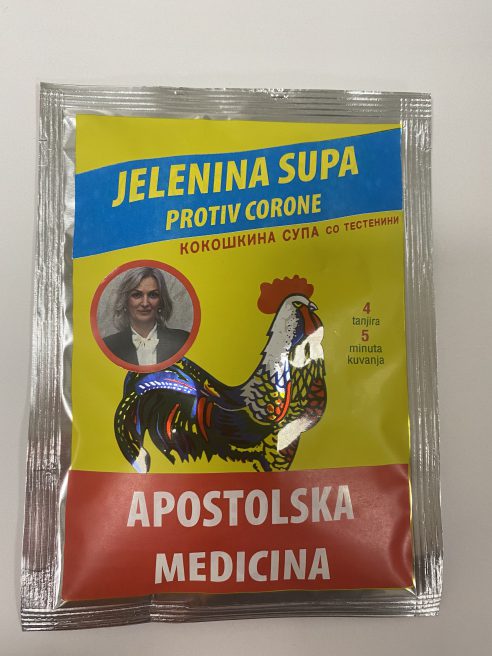 JELENINA SUPA
PROTIV CORONE
КОКОШКИНА СУПА СО ТЕСТЕНИНИ
4
tanjira
5
minuta
kuvanja
APOSTOLSKA
MEDICINA